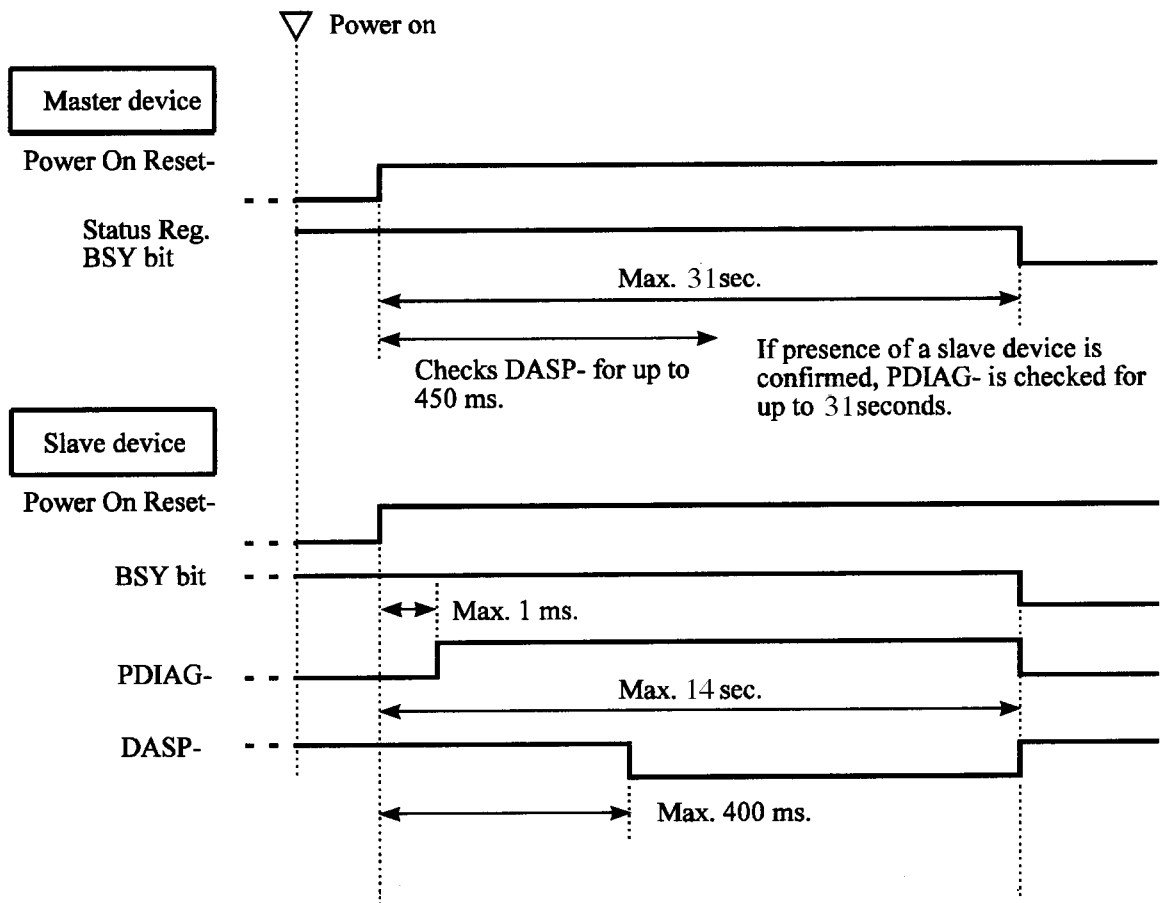 Power on
Master device
Power On Reset-
Status Reg.
BSY bit
Max. 31sec.
Checks DASP- for up to
450 ms.
If presence of a slave device is
confirmed, PDIAG- is checked for
up to 31seconds.
Slave device
Power On Reset-
BSY bit
Max. 1 ms.
PDIAG-
Max. 14 sec.
DASP-
Max. 400 ms.